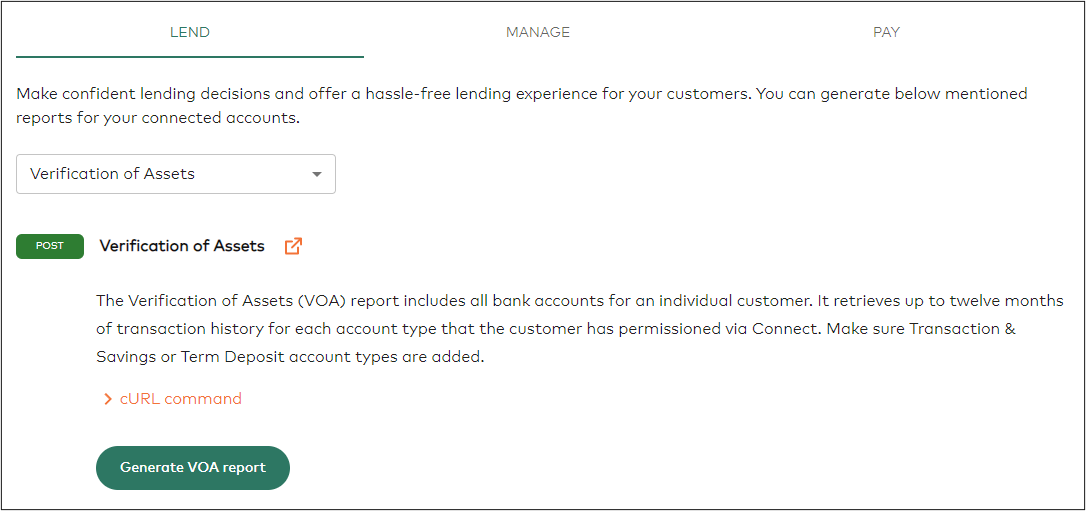 LEND MANAGE PAY
Make confident lending decisions and offer a hassle-free lending experience for your customers. You can generate below mentioned
reports for your connected accounts.
Verification of Assets
POST Verification of Assets
The Verification of Assets (VOA) report includes all bank accounts for an individual customer. It retrieves up to twelve months
of transaction history for each account type that the customer has permissioned via Connect. Make sure Transaction &
Savings or Term Deposit account types are added.
cURL command
Generate VOA report